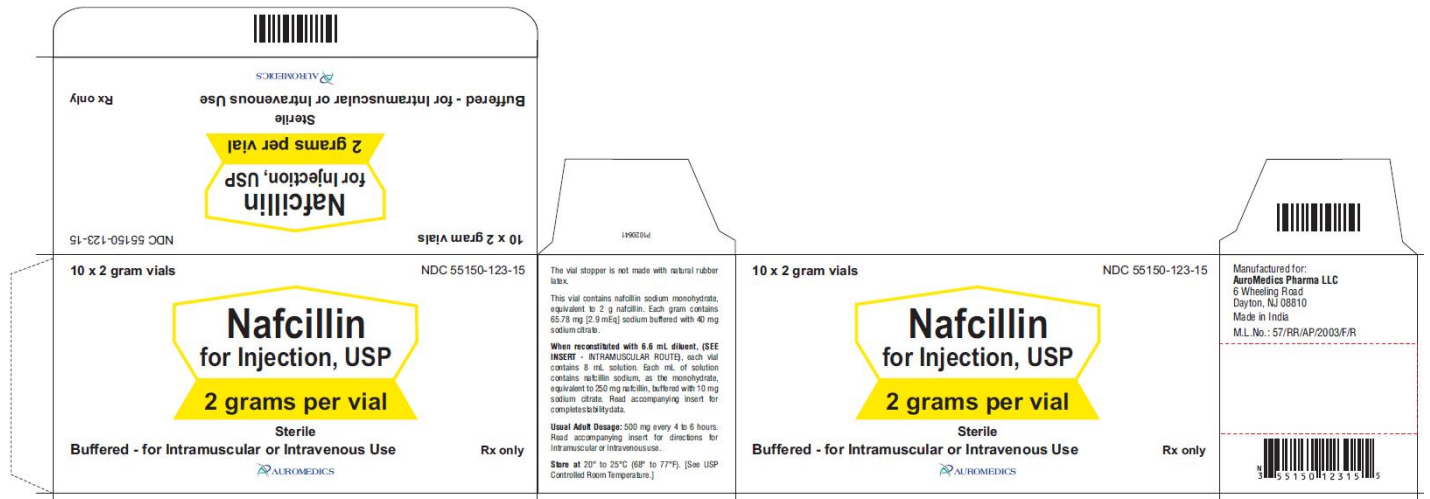 AUROMEDICS
Buffered - for Intramuscular or Intravenous Use
Rx only
Sterile
2 grams per vial
for Injection, USP
Nafcillin
10 x 2 gram vials
NDC 55150-123-15
P1020641
10 x 2 gram vials
NDC 55150-123-15
Nafcillin
for Injection, USP
2 grams per vial
Sterile
Buffered - for Intramuscular or Intravenous Use
Rx only
AUROMEDICS
The vial stopper is not made with natural rubber
latex.
This vial contains nafcillin sodium monohydrate,
equivalent to 2 g nafcillin. Each gram contains
65.78 mg [2.9 mEq] sodium buffered with 40 mg
sodium citrate.
When reconstituted with 6.6 mL diluent, (SEE
INSERT - INTRAMUSCULAR ROUTE), each vial
contains 8 mL solution. Each mL of solution
contains nafcillin sodium, as the monohydrate,
equivalent to 250 mg nafcillin, buffered with 10 mg
sodium citrate. Read accompanying insert for
complete stability data.
Usual Adult Dosage: 500 mg every 4 to 6 hours.
Read accompanying insert for directions for
Intramuscular or Intravenous use.
Store at 20° to 25°C (68° to 77°F). [See USP
Controlled Room Temperature.]
10 x 2 gram vials
NDC 55150-123-15
Nafcillin
for Injection, USP
2 grams per vial
Sterile
Buffered - for Intramuscular or Intravenous Use
Rx only
AUROMEDICS
Manufactured for:
AuroMedics Pharma LLC
6 Wheeling Road
Dayton, NJ 08810
Made in India
M.L.No.: 57/RR/AP/2003/F/R
N
3 55150 12315 5